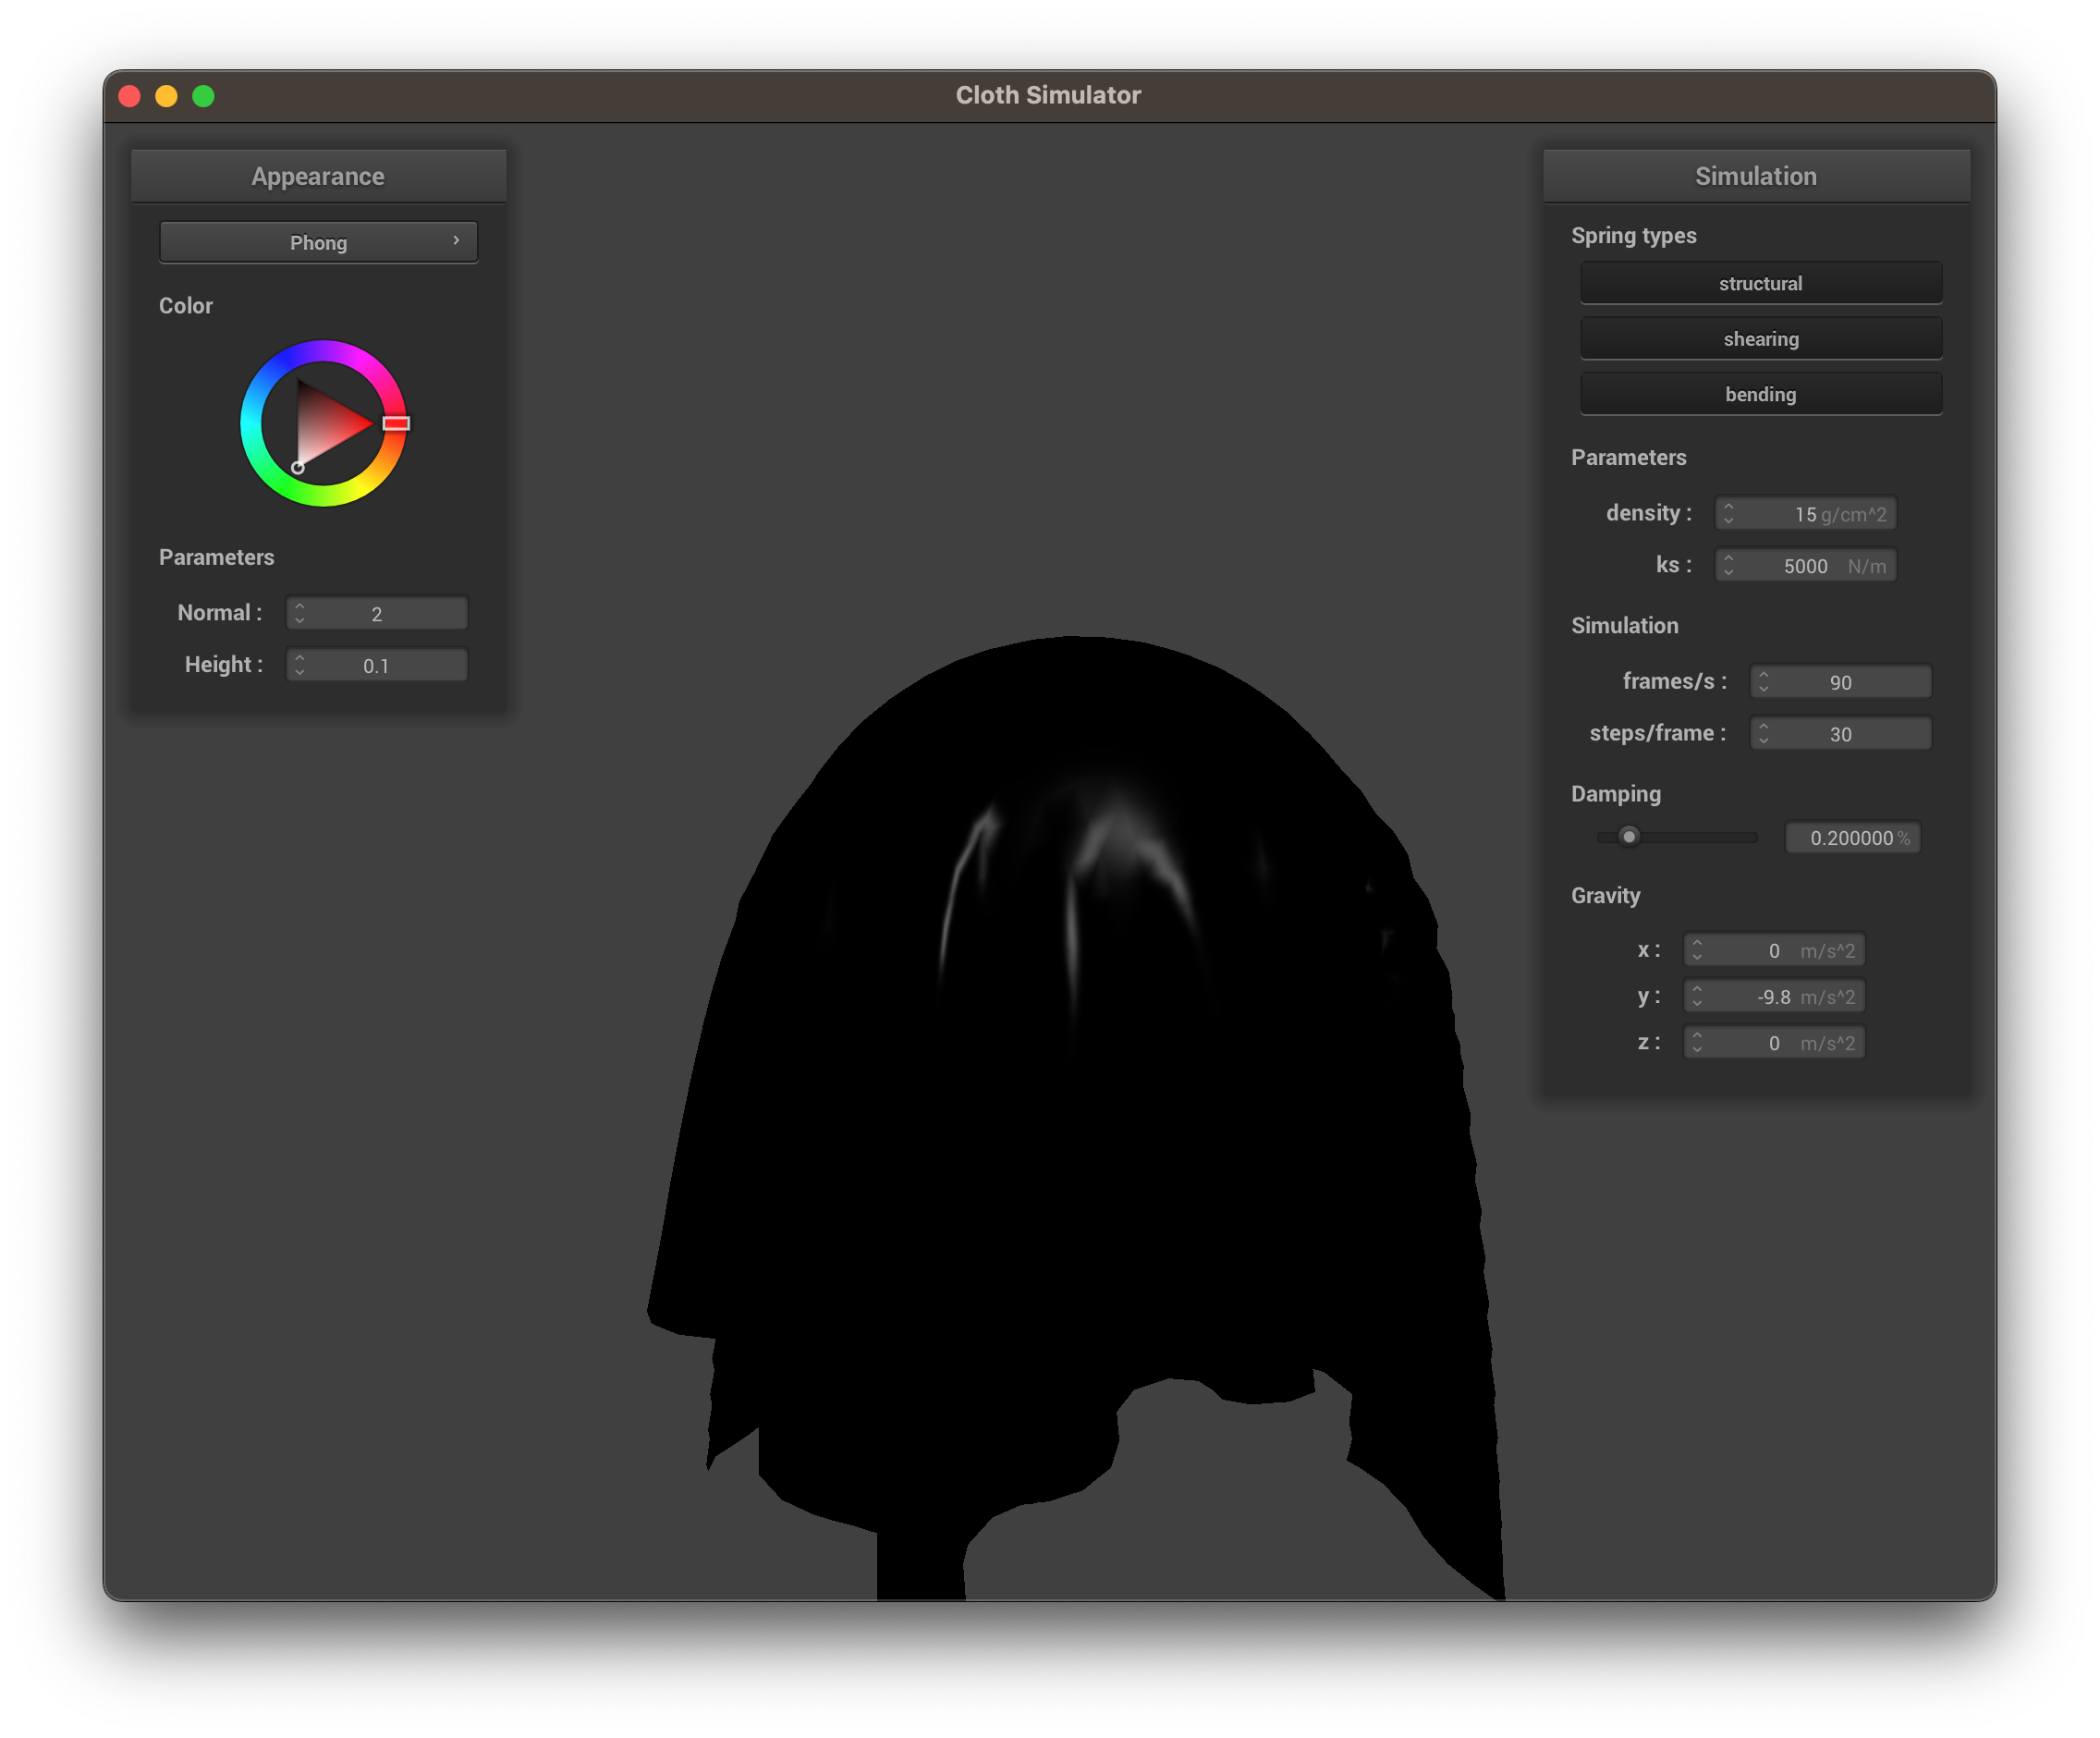 Cloth Simulator
Appearance
Phong
Color
Parameters
Normal : 2
Height : 0.1
Simulation
Spring types
structural
shearing
bending
Parameters
density : 15 g/cm^2
ks : 5000 N/m
Simulation
frames/s : 90
steps/frame : 30
Damping
0.200000 %
Gravity
x : 0 m/s^2
y : -9.8 m/s^2
z : 0 m/s^2